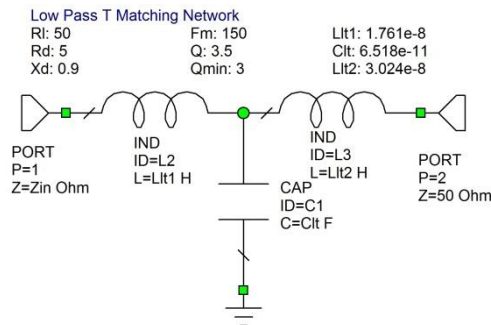 Low Pass T Matching Network
Rl: 50 Fm: 150 Llt1: 1.761e-8
Rd: 5 Q: 3.5 Clt: 6.518e-11
Xd: 0.9 Qmin: 3 Llt2: 3.024e-8
PORT
P=1
Z=Zin Ohm
IND
ID=L2
L=Llt1 H
IND
ID=L3
L=Llt2 H
CAP
ID=C1
C=Clt F
PORT
P=2
Z=50 Ohm